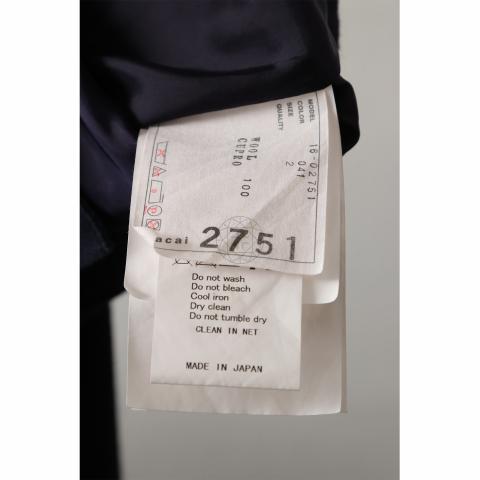 MODEL 16-02751
COLOR 041
SIZE 2
QUALITY
WOOL 100
CUPRO
acai 2751
Do not wash
Do not bleach
Cool iron
Dry clean
Do not tumble dry
CLEAN IN NET
MADE IN JAPAN